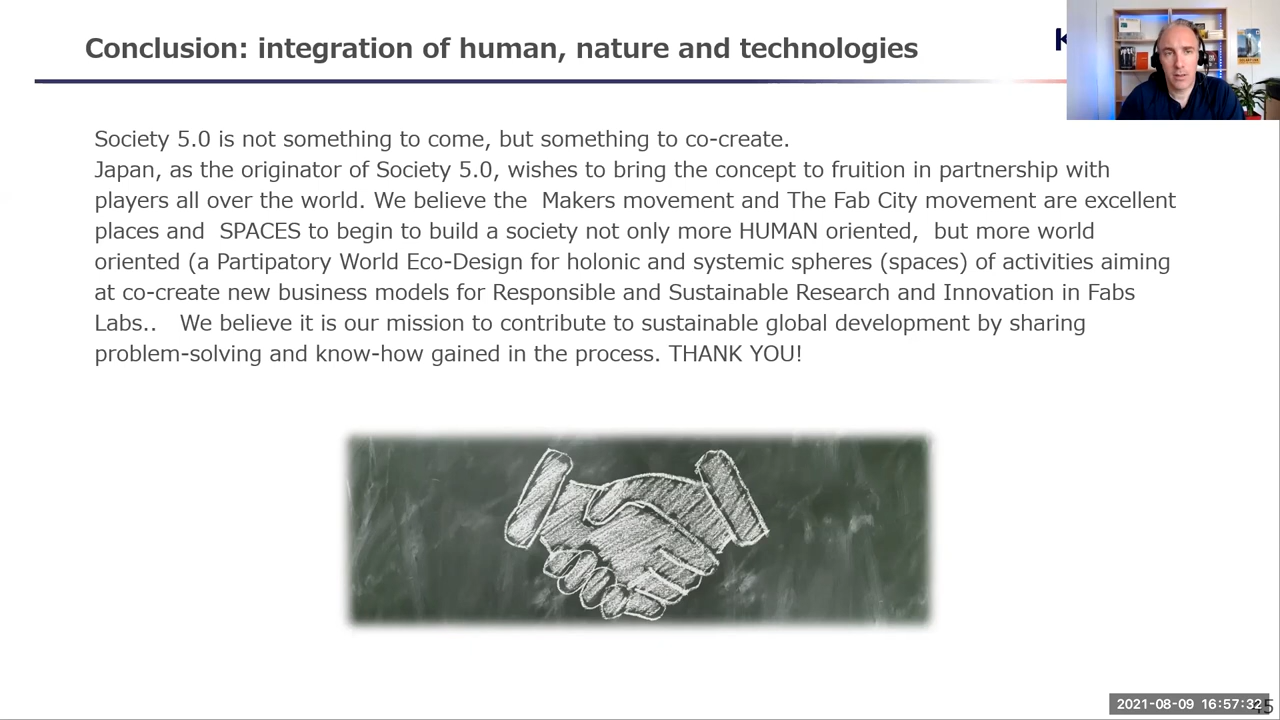 Conclusion: integration of human, nature and technologies
Society 5.0 is not something to come, but something to co-create.
Japan, as the originator of Society 5.0, wishes to bring the concept to fruition in partnership with
players all over the world. We believe the  Makers movement and The Fab City movement are excellent
places and  SPACES to begin to build a society not only more HUMAN oriented,  but more world
oriented (a Partipatory World Eco-Design for holonic and systemic spheres (spaces) of activities aiming
at co-create new business models for Responsible and Sustainable Research and Innovation in Fabs
Labs..   We believe it is our mission to contribute to sustainable global development by sharing
problem-solving and know-how gained in the process. THANK YOU!
2021-08-09 16:57:32